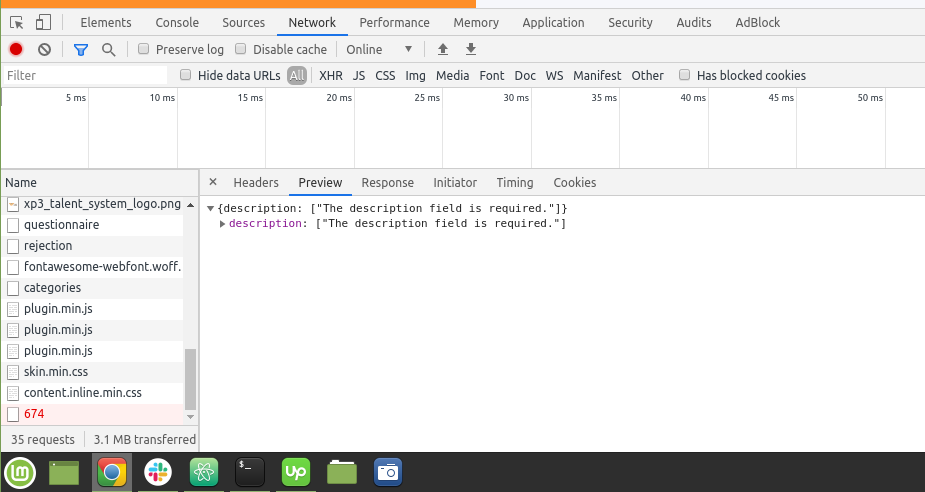 Elements Console Sources Network Performance Memory Application Security Audits AdBlock
Preserve log Disable cache Online
Filter Hide data URLs All XHR JS CSS Img Media Font Doc WS Manifest Other Has blocked cookies
5 ms 10 ms 15 ms 20 ms 25 ms 30 ms 35 ms 40 ms 45 ms 50 ms
Name
xp3_talent_system_logo.png
questionnaire
rejection
fontawesome-webfont.woff.
categories
plugin.min.js
plugin.min.js
plugin.min.js
skin.min.css
content.inline.min.css
674
35 requests 3.1 MB transferred
× Headers Preview Response Initiator Timing Cookies
{description: ["The description field is required."]}
description: ["The description field is required."]
lm $_ up